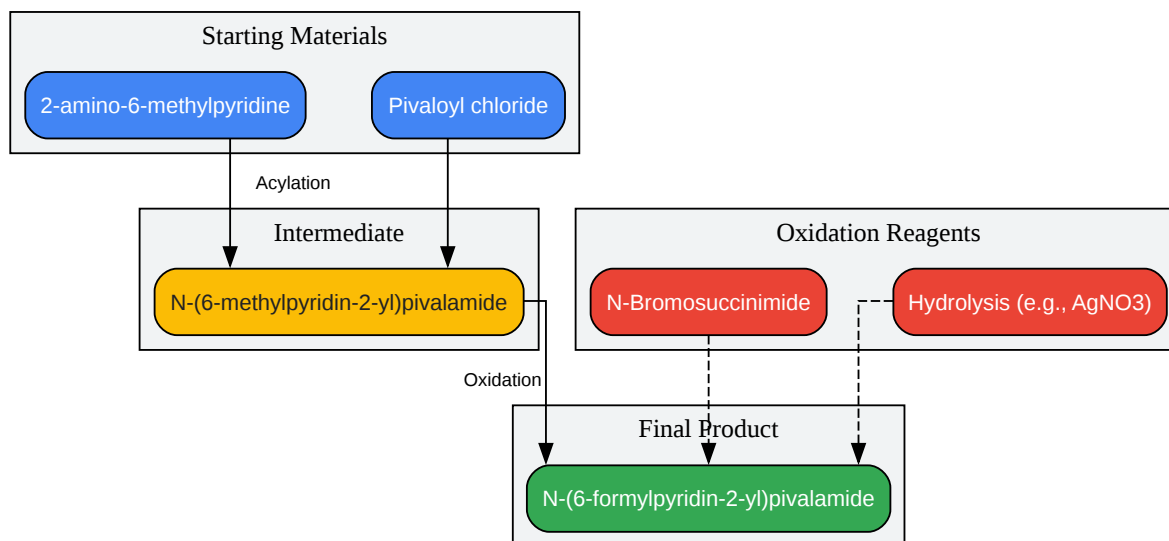 Starting Materials
2-amino-6-methylpyridine
Pivaloyl chloride
Acylation
Intermediate
Oxidation Reagents
N-(6-methylpyridin-2-yl)pivalamide
N-Bromosuccinimide
Hydrolysis (e.g., AgNO3)
Oxidation
Final Product
N-(6-formylpyridin-2-yl)pivalamide